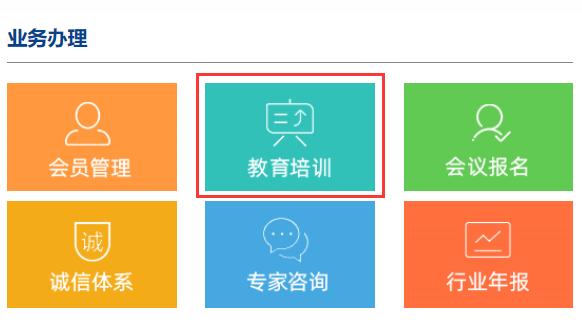 业务办理
会员管理
教育培训
会议报名
诚
诚信体系
专家咨询
行业年报